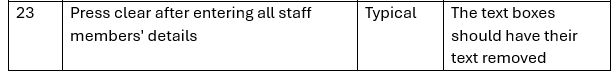 23 Press clear after entering all staff Typical The text boxes
members' details should have their
text removed